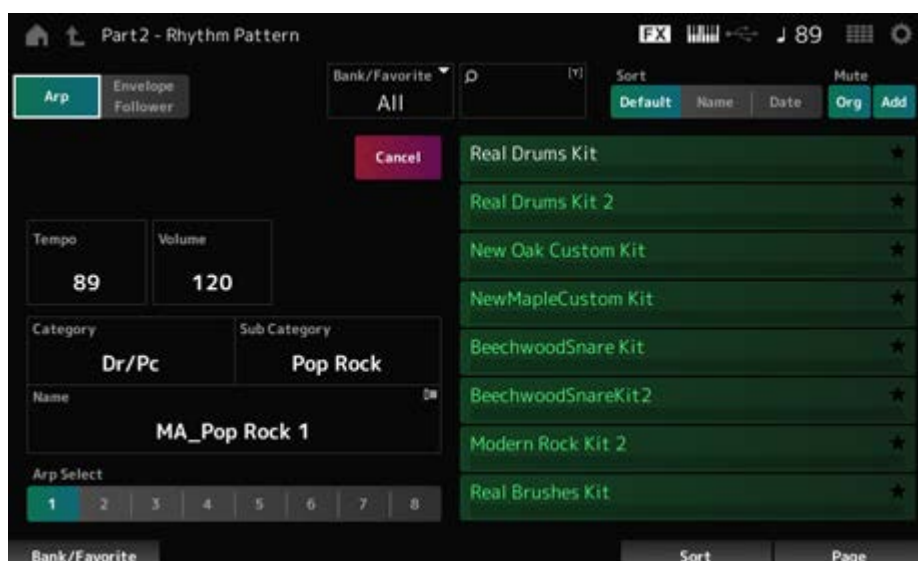 Part2 - Rhythm Pattern
FX
♩ 89
Arp
Envelope
Follower
Bank/Favorite
All
[Y]
Sort
Default Name Date
Mute
Org Add
Cancel
Real Drums Kit
Real Drums Kit 2
New Oak Custom Kit
NewMapleCustom Kit
BeechwoodSnare Kit
BeechwoodSnareKit2
Modern Rock Kit 2
Real Brushes Kit
Tempo
89
Volume
120
Category
Dr/Pc
Sub Category
Pop Rock
Name
MA_Pop Rock 1
Arp Select
1 2 3 4 5 6 7 8
Bank/Favorite
Sort
Page